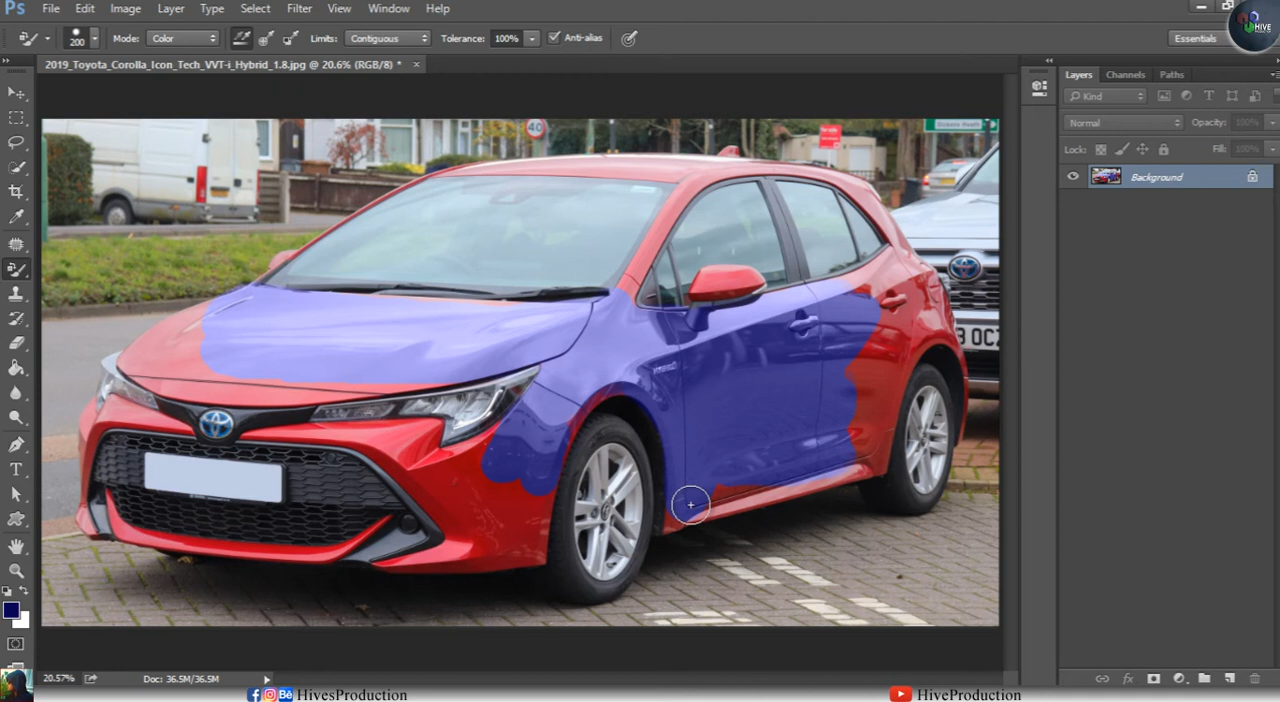 Ps File Edit Image Layer Type Select Filter View Window Help
200 Mode: Color Limits: Contiguous Tolerance: 100% Anti-alias Essentials
HIVE
2019_Toyota_Corolla_Icon_Tech_VVT-i_Hybrid_1.8.jpg @ 20.6% (RGB/8) * ×
Layers Channels Paths
Kind
Normal Opacity: 100%
Lock: Fill: 100%
Background
40
3 OCZ
20.57% Doc: 36.5M/36.5M
HivesProduction
HiveProduction